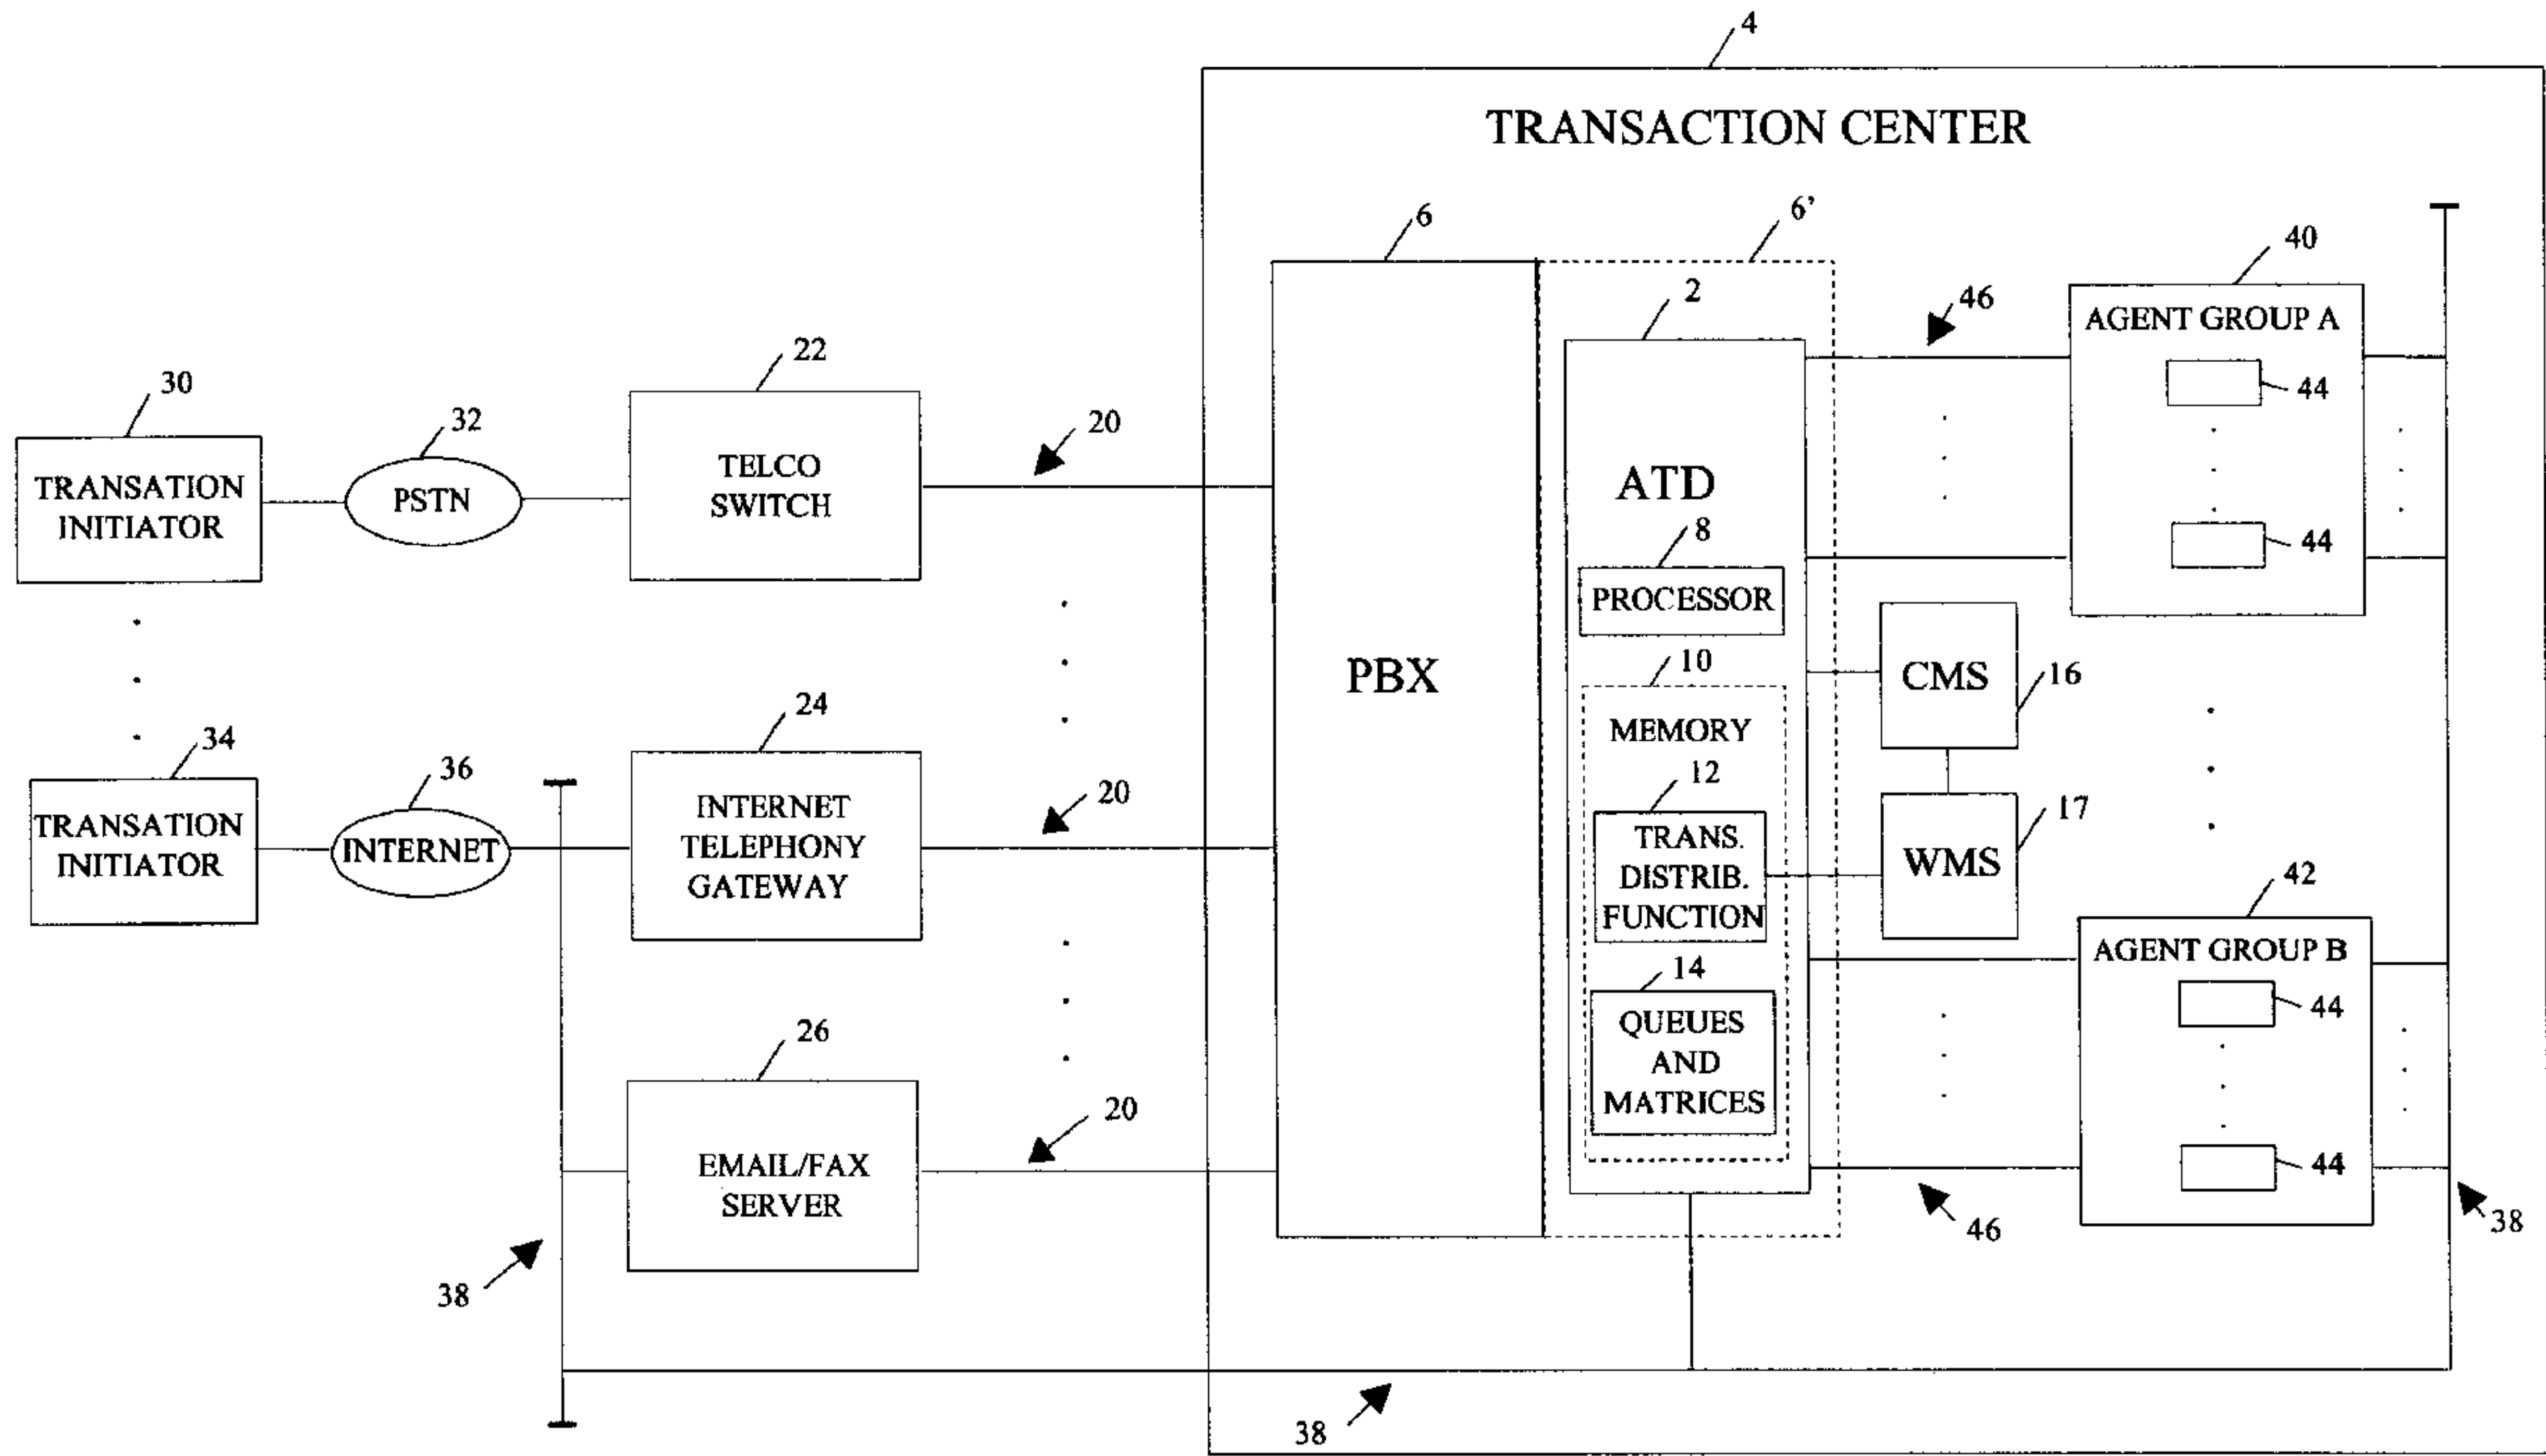 4
TRANSACTION CENTER
6
6'
40
2
46
AGENT GROUP A
22
44
30
32
20
TELCO
SWITCH
TRANSATION
INITIATOR
PSTN
ATD
8
44
PROCESSOR
10
PBX
CMS
16
24
34
MEMORY
36
12
20
17
INTERNET
TELEPHONY
GATEWAY
TRANSATION
INITIATOR
INTERNET
TRANS.
DISTRIB.
FUNCTION
WMS
42
AGENT GROUP B
14
44
26
QUEUES
AND
MATRICES
20
EMAIL/FAX
SERVER
44
46
38
38
38